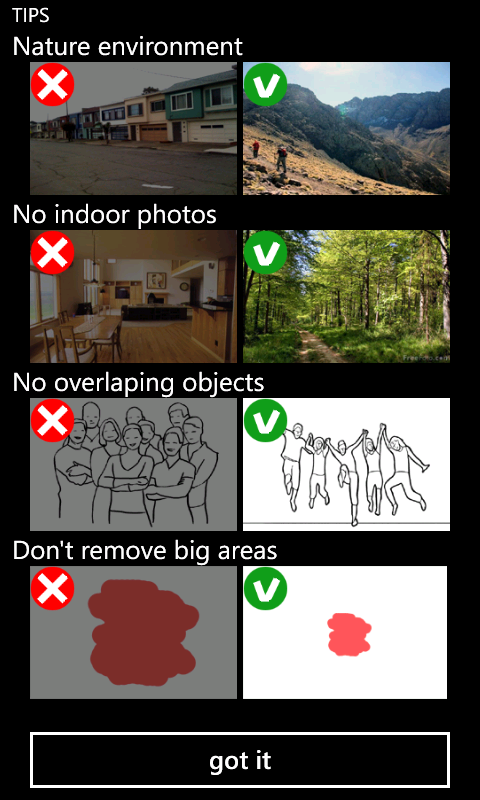 TIPS
Nature environment
No indoor photos
No overlaping objects
Don't remove big areas
got it